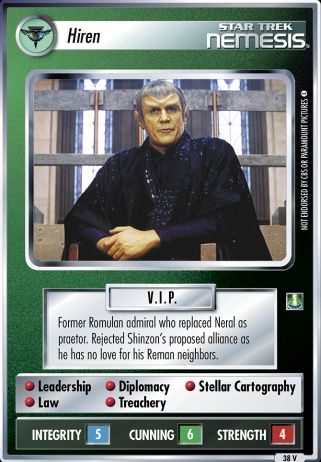 Hiren
STAR TREK
NEMESIS
NOT ENDORSED BY CBS OR PARAMOUNT PICTURES
V.I.P.
Former Romulan admiral who replaced Neral as
praetor. Rejected Shinzon's proposed alliance as
he has no love for his Reman neighbors.
Leadership Diplomacy Stellar Cartography
Law Treachery
INTEGRITY 5 CUNNING 6 STRENGTH 4
38 V